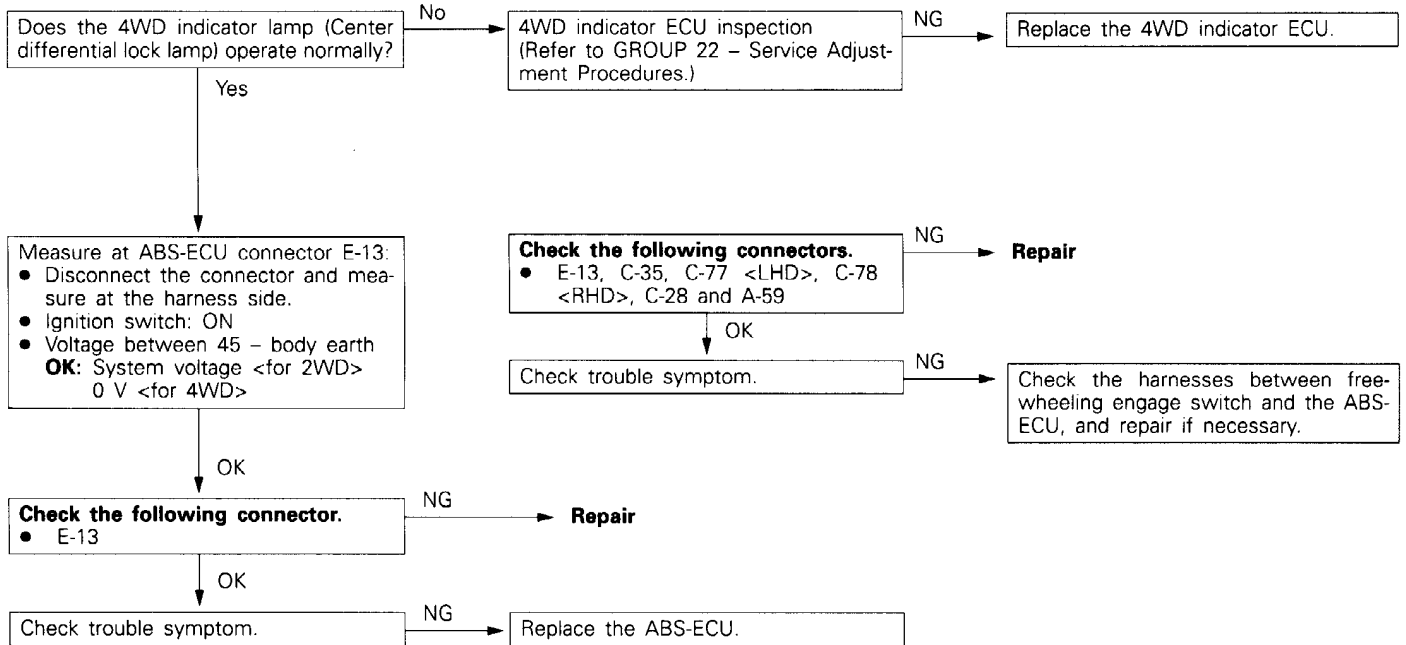 Does the 4WD indicator lamp (Center
differential lock lamp) operate normally?
No
4WD indicator ECU inspection
(Refer to GROUP 22 – Service Adjust-
ment Procedures.)
NG
Replace the 4WD indicator ECU.
Yes
Measure at ABS-ECU connector E-13:
● Disconnect the connector and mea-
sure at the harness side.
● Ignition switch: ON
● Voltage between 45 – body earth
OK: System voltage <for 2WD>
0 V <for 4WD>
Check the following connectors.
● E-13, C-35, C-77 <LHD>, C-78
<RHD>, C-28 and A-59
NG
Repair
OK
Check trouble symptom.
NG
Check the harnesses between free-
wheeling engage switch and the ABS-
ECU, and repair if necessary.
OK
Check the following connector.
● E-13
NG
Repair
OK
Check trouble symptom.
NG
Replace the ABS-ECU.